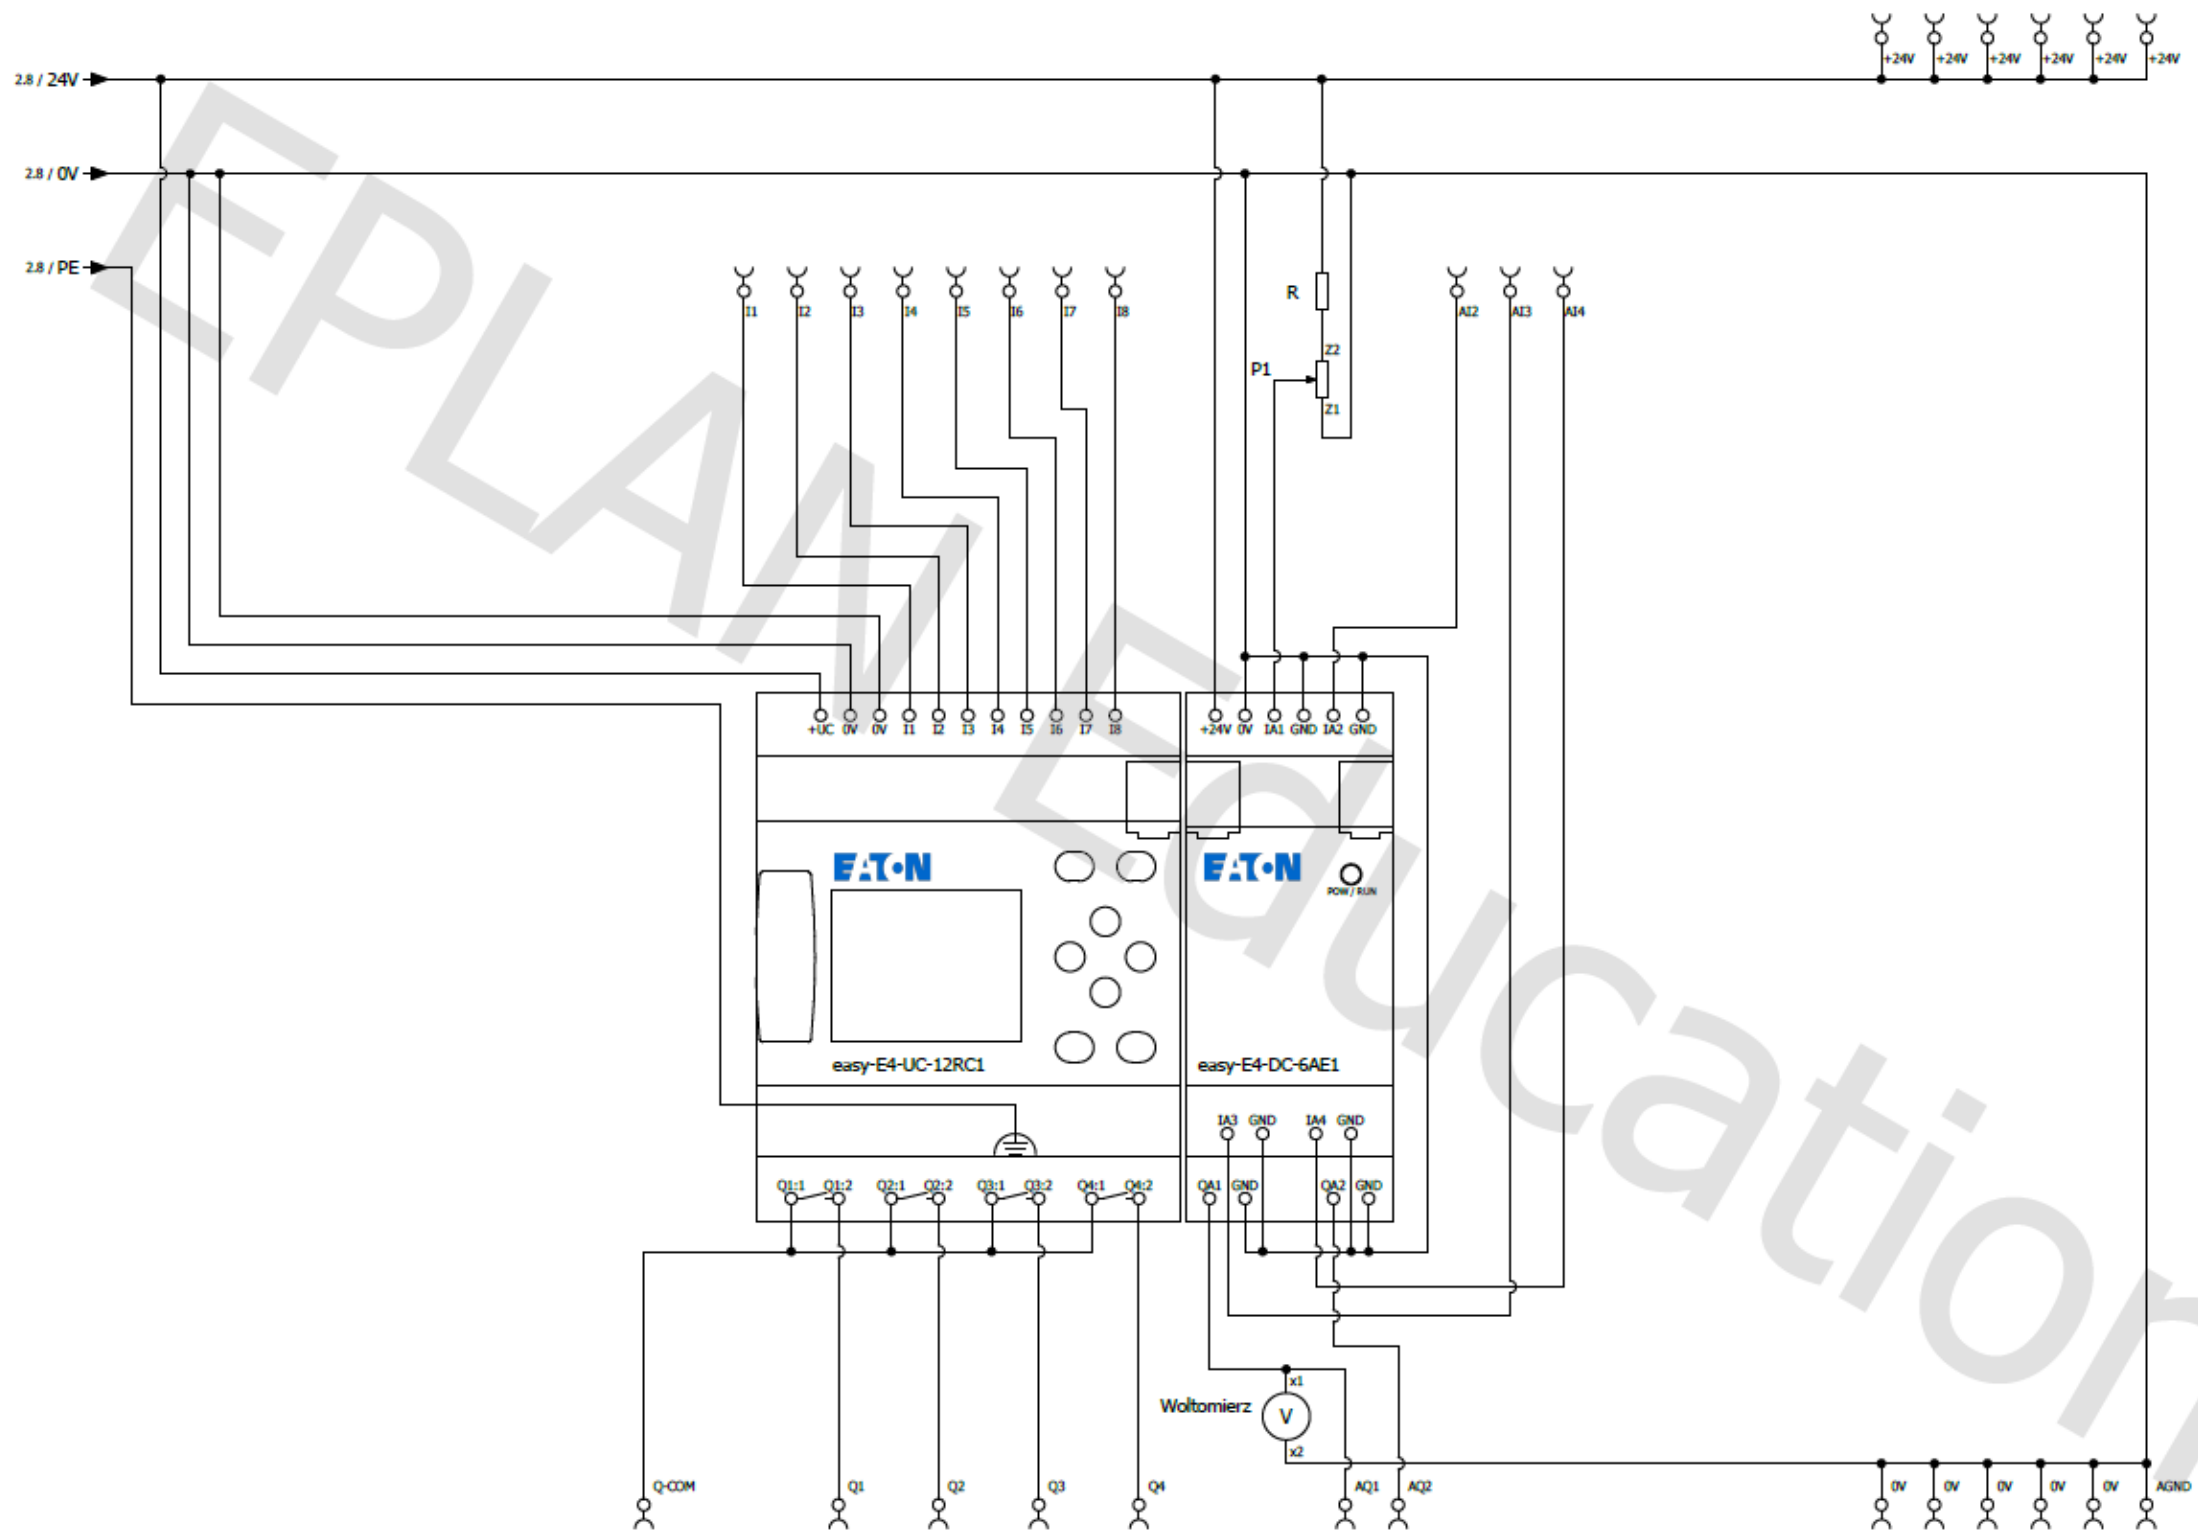 +24V +24V +24V +24V +24V +24V
2.8 / 24V
2.8 / 0V
2.8 / PE
I1 I2 I3 I4 I5 I6 I7 I8
R
AI2 AI3 AI4
Z2
P1
Z1
+UC 0V 0V I1 I2 I3 I4 I5 I6 I7 I8
+24V 0V IA1 GND IA2 GND
EATON
EATON
POW / RUN
easy-E4-UC-12RC1
easy-E4-DC-6AE1
IA3 GND IA4 GND
Q1:1 Q1:2 Q2:1 Q2:2 Q3:1 Q3:2 Q4:1 Q4:2
QA1 GND QA2 GND
x1
Woltomierz
V
x2
Q-COM Q1 Q2 Q3 Q4 AQ1 AQ2
0V 0V 0V 0V 0V AGND
EPLAN Education